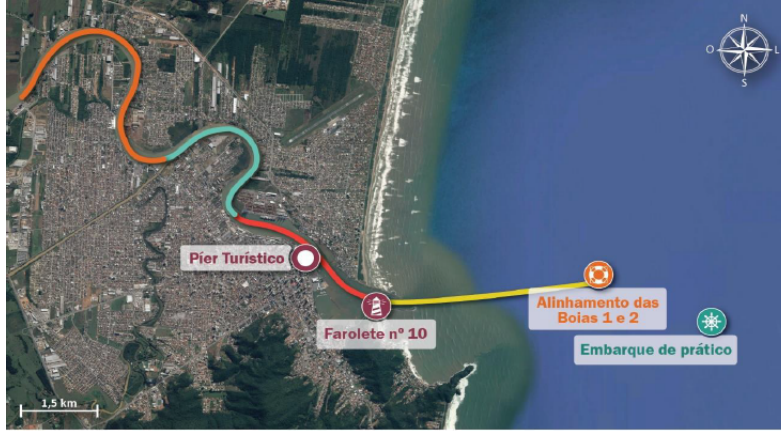 N
O
L
S
Píer Turístico
Farolete nº 10
Alinhamento das
Boias 1 e 2
Embarque de prático
1,5 km